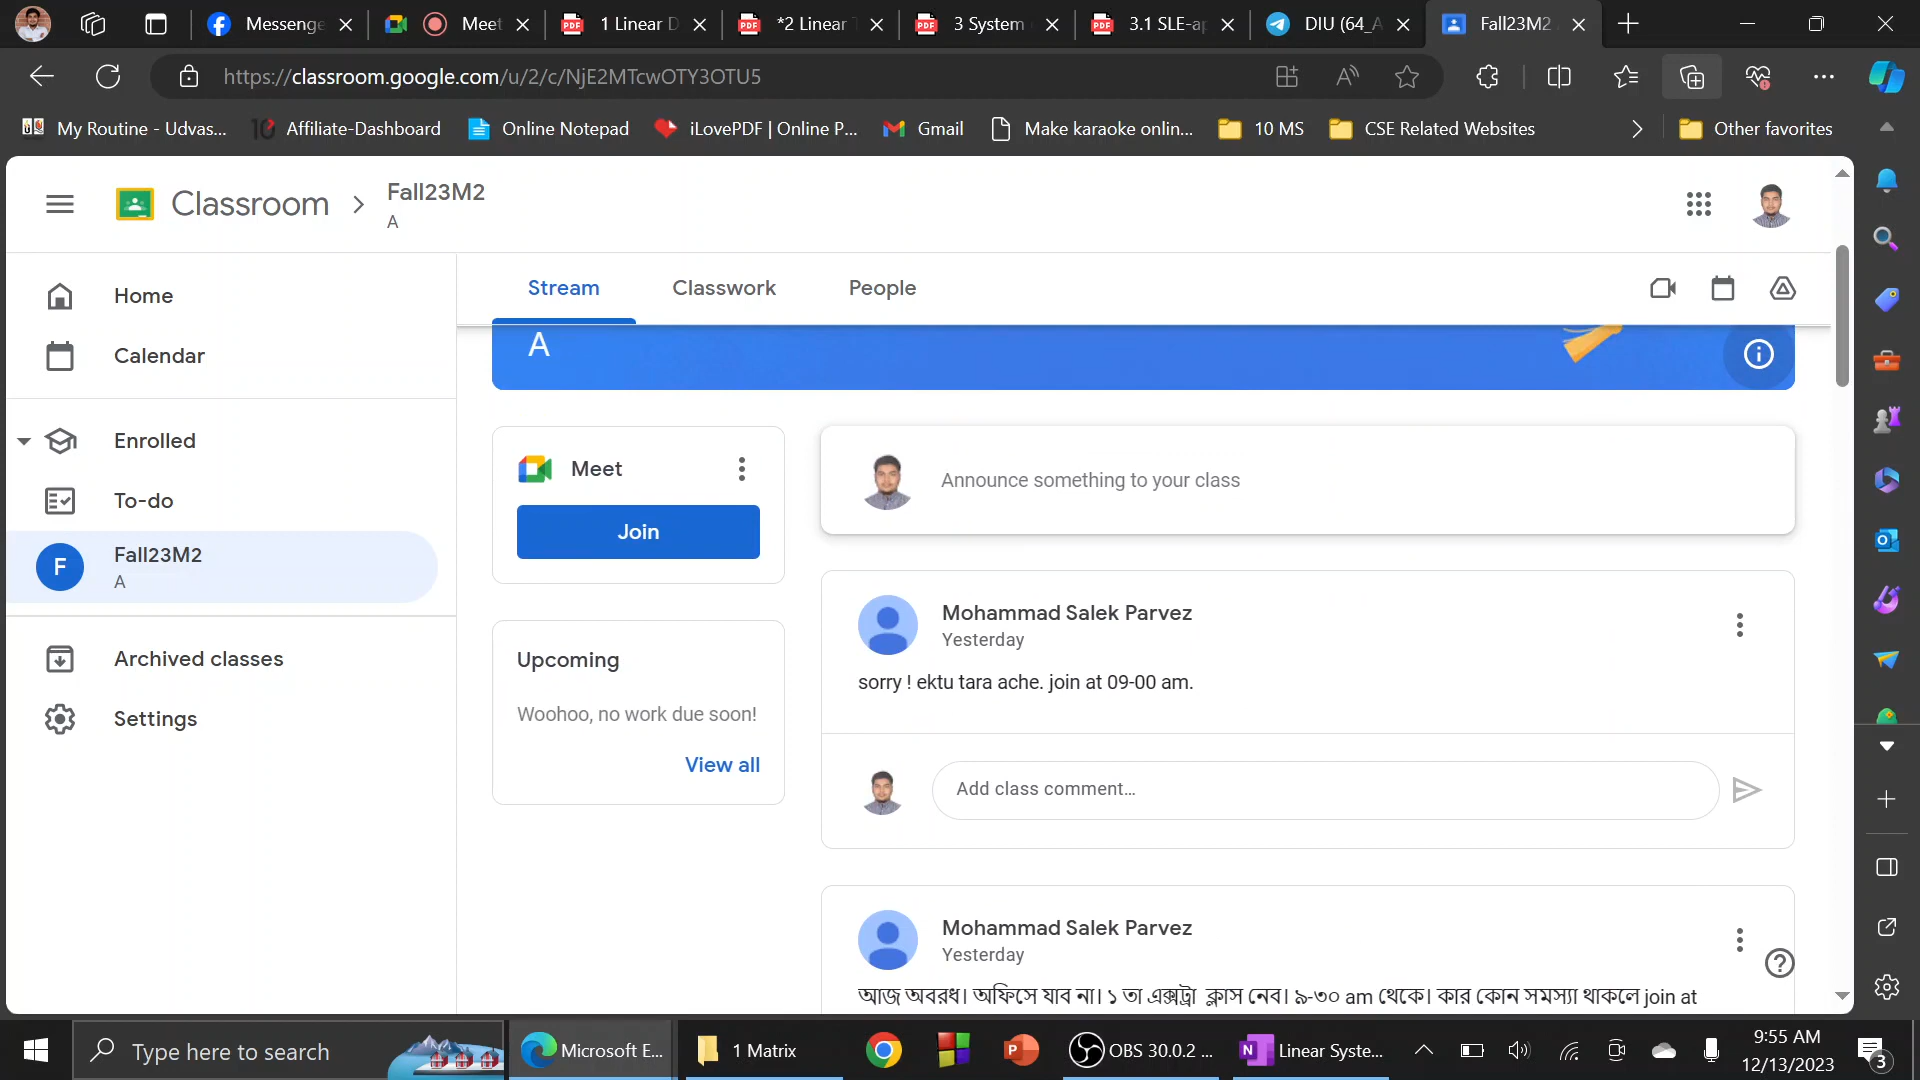 Messenge
Meet
1 Linear D
*2 Linear
3 System
3.1 SLE-ap
DIU (64_A
Fall23M2
https://classroom.google.com/u/2/c/NjE2MTcwOTY3OTU5
My Routine - Udvas...
Affiliate-Dashboard
Online Notepad
iLovePDF | Online P...
Gmail
Make karaoke onlin...
10 MS
CSE Related Websites
Other favorites
Classroom
Fall23M2
A
Home
Calendar
Enrolled
To-do
F
Fall23M2
A
Archived classes
Settings
Stream
Classwork
People
A
Meet
Join
Upcoming
Woohoo, no work due soon!
View all
Announce something to your class
Mohammad Salek Parvez
Yesterday
sorry ! ektu tara ache. join at 09-00 am.
Add class comment...
Mohammad Salek Parvez
Yesterday
আজ অবরধ। অফিসে যাব না। ১ তা এক্সট্রা ক্লাস নেব। ৯-৩০ am থেকে। কার কোন সমস্যা থাকলে join at
Type here to search
Microsoft E...
1 Matrix
OBS 30.0.2 ...
Linear Syste...
9:55 AM
12/13/2023
3